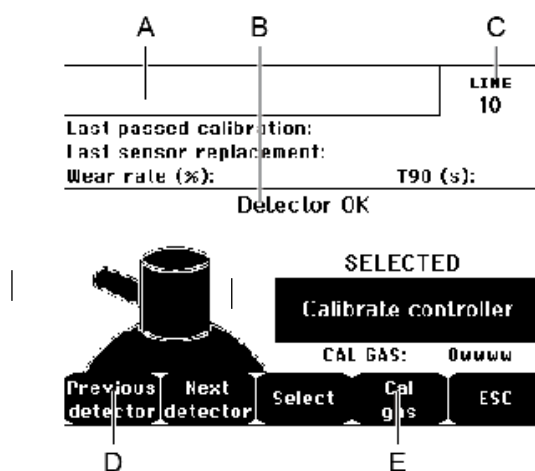 A B C
LINE
10
Last passed calibration:
Last sensor replacement:
Wear rate (%): T90 (s):
Detector OK
SELECTED
Calibrate controller
CAL GAS: 0wwww
Previous detector
Next detector
Select
Cal gas
ESC
D E